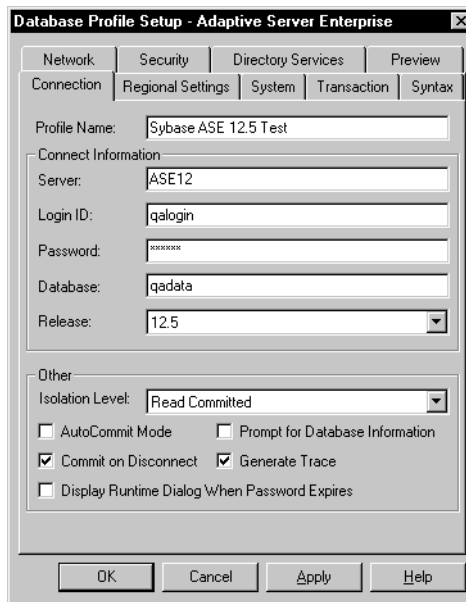 Database Profile Setup - Adaptive Server Enterprise
Network Security Directory Services Preview
Connection Regional Settings System Transaction Syntax
Profile Name: Sybase ASE 12.5 Test
Connect Information
Server: ASE12
Login ID: qalogin
Password: ******
Database: qadata
Release: 12.5
Other
Isolation Level: Read Committed
AutoCommit Mode Prompt for Database Information
Commit on Disconnect Generate Trace
Display Runtime Dialog When Password Expires
OK Cancel Apply Help